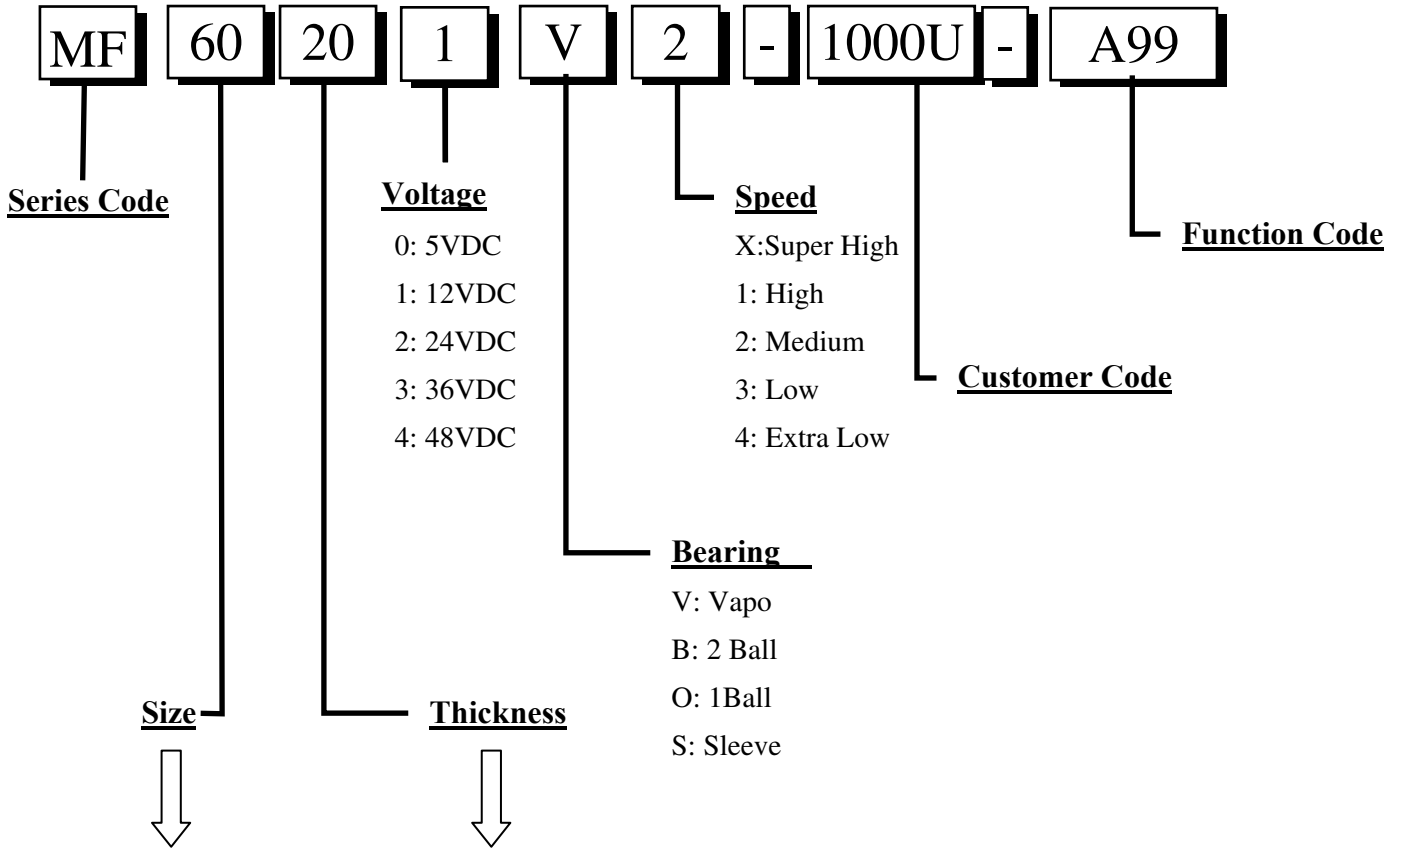 MF 60 20 1 V 2 - 1000U - A99
Series Code
Voltage
0: 5VDC
1: 12VDC
2: 24VDC
3: 36VDC
4: 48VDC
Speed
X:Super High
1: High
2: Medium
3: Low
4: Extra Low
Function Code
Customer Code
Bearing
V: Vapo
B: 2 Ball
O: 1Ball
S: Sleeve
Size
Thickness